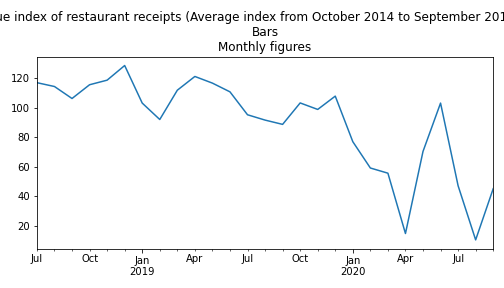 index of restaurant receipts (Average index from October 2014 to September
Bars
Monthly figures
120
100
80
60
40
20
Jul Oct Jan Apr Jul Oct Jan Apr Jul
2019 2020